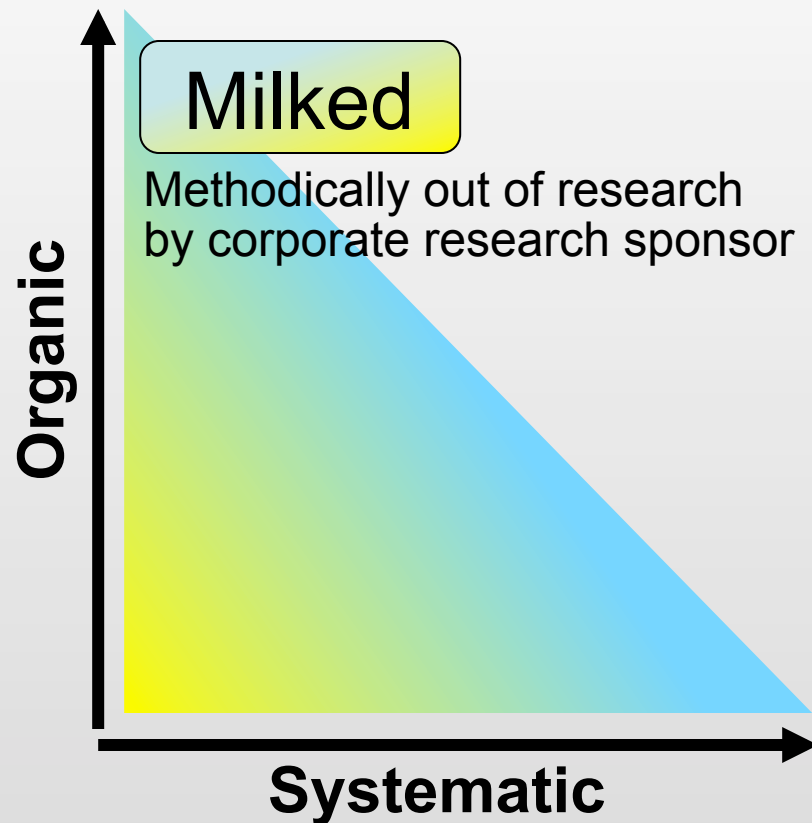 Milked
Methodically out of research
by corporate research sponsor
Organic
Systematic